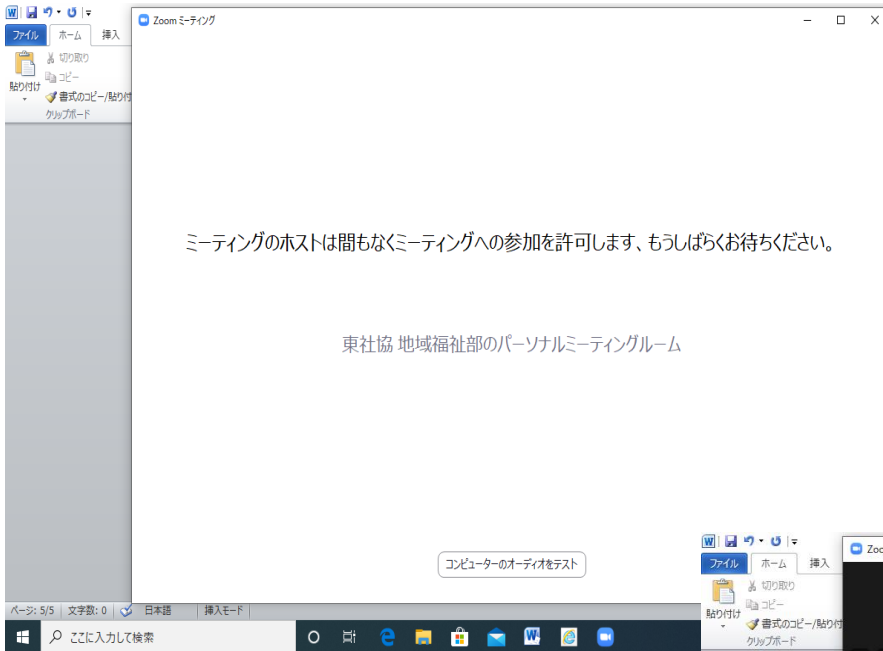 Zoom ミーティング
ファイル ホーム 挿入
切り取り
コピー
貼り付け
書式のコピー/貼り付
クリップボード
ミーティングのホストは間もなくミーティングへの参加を許可します、もうしばらくお待ちください。
東社協 地域福祉部のパーソナルミーティングルーム
コンピューターのオーディオをテスト
ページ: 5/5 文字数: 0 日本語 挿入モード
ここに入力して検索
Zoo
ファイル ホーム 挿入
切り取り
コピー
貼り付け
書式のコピー/貼り付
クリップボード